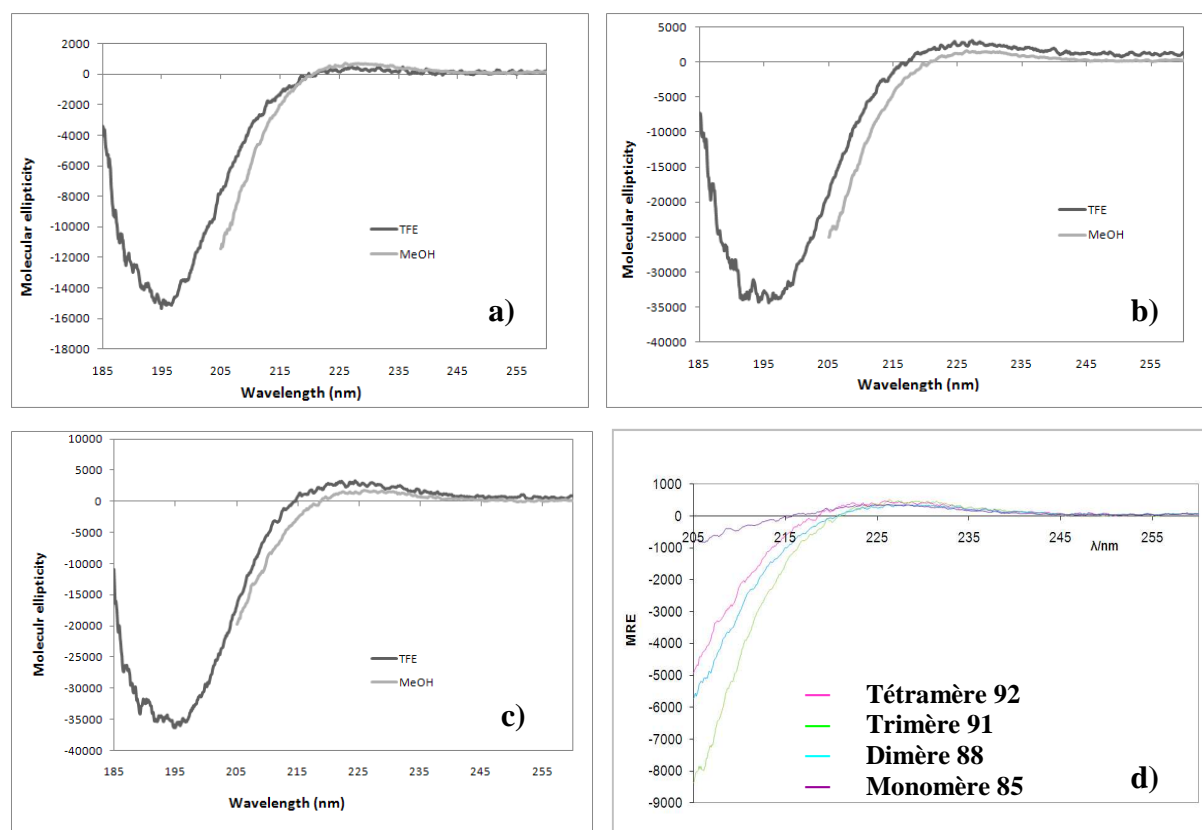 2000
0
-2000
-4000
-6000
-8000
-10000
-12000
-14000
-16000
-18000
Molecular ellipticity
185 195 205 215 225 235 245 255
Wavelength (nm)
TFE
MeOH
a)
5000
0
-5000
-10000
-15000
-20000
-25000
-30000
-35000
-40000
Molecular ellipticity
185 195 205 215 225 235 245 255
Wavelength (nm)
TFE
MeOH
b)
10000
5000
0
-5000
-10000
-15000
-20000
-25000
-30000
-35000
-40000
Moleculr ellipticity
185 195 205 215 225 235 245 255
Wavelength (nm)
TFE
MeOH
c)
1000
0
-1000
-2000
-3000
-4000
-5000
-6000
-7000
-8000
-9000
MRE
205 215 225 235 245 255
λ/nm
Tétramère 92
Trimère 91
Dimère 88
Monomère 85
d)